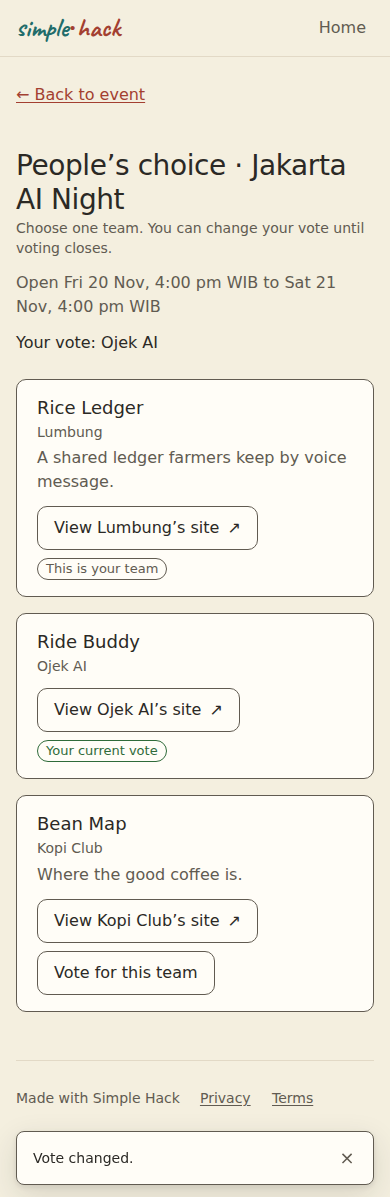 simple·hack
Home
← Back to event
People’s choice · Jakarta
AI Night
Choose one team. You can change your vote until
voting closes.
Open Fri 20 Nov, 4:00 pm WIB to Sat 21
Nov, 4:00 pm WIB
Your vote: Ojek AI
Rice Ledger
Lumbung
A shared ledger farmers keep by voice
message.
View Lumbung’s site ↗
This is your team
Ride Buddy
Ojek AI
View Ojek AI’s site ↗
Your current vote
Bean Map
Kopi Club
Where the good coffee is.
View Kopi Club’s site ↗
Vote for this team
Made with Simple Hack Privacy Terms
Vote changed. ×